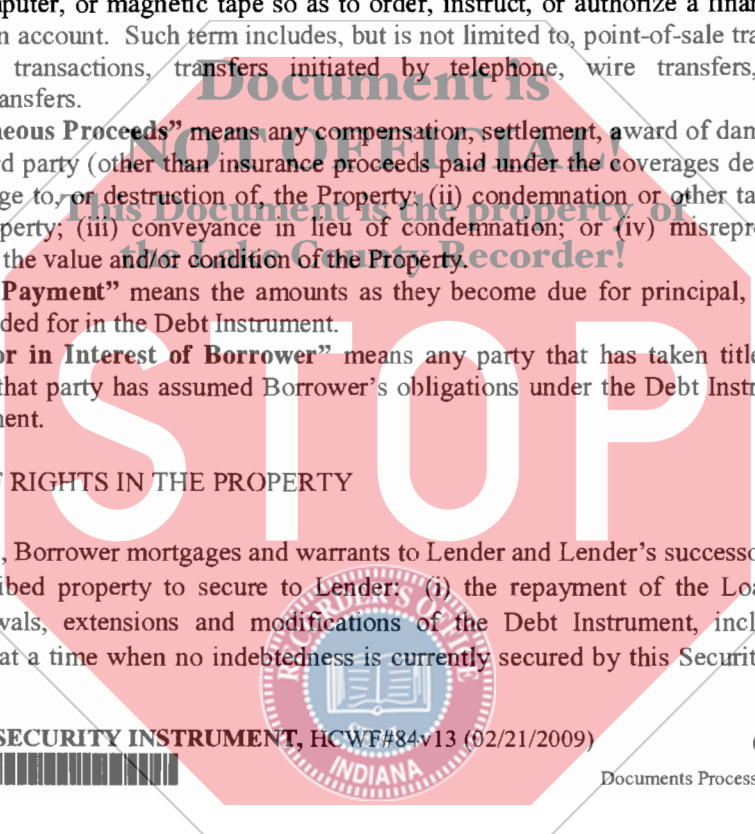 puter, or magnetic tape so as to order, instruct, or authorize a finan
n account. Such term includes, but is not limited to, point-of-sale tra
transactions, transfers initiated by telephone, wire transfers,
ansfers.
eous Proceeds” means any compensation, settlement, award of dam
rd party (other than insurance proceeds paid under the coverages de
ge to, or destruction of, the Property; (ii) condemnation or other ta
perty; (iii) conveyance in lieu of condemnation; or (iv) misrepre
the value and/or condition of the Property.
Payment” means the amounts as they become due for principal,
ded for in the Debt Instrument.
or in Interest of Borrower” means any party that has taken title
that party has assumed Borrower’s obligations under the Debt Instr
ent.
F RIGHTS IN THE PROPERTY
, Borrower mortgages and warrants to Lender and Lender’s successo
ibed property to secure to Lender: (i) the repayment of the Loa
wals, extensions and modifications of the Debt Instrument, incl
at a time when no indebtedness is currently secured by this Securit
SECURITY INSTRUMENT, HCWF#84v13 (02/21/2009)
(
Documents Process
Document is
NOT OFFICIAL!
This Document is the property of
the Lake County Recorder!
STOP
RECORDER'S OFFICE
SEAL
INDIANA